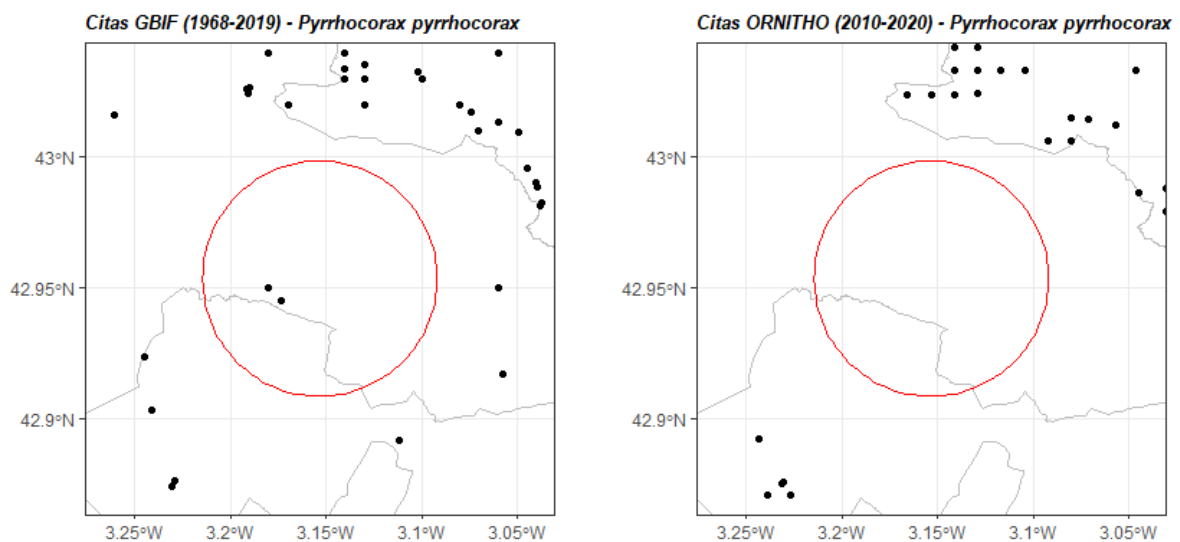 Citas GBIF (1968-2019) - Pyrrhocorax pyrrhocorax
43°N
42.95°N
42.9°N
3.25°W 3.2°W 3.15°W 3.1°W 3.05°W
Citas ORNITHO (2010-2020) - Pyrrhocorax pyrrhocorax
43°N
42.95°N
42.9°N
3.25°W 3.2°W 3.15°W 3.1°W 3.05°W